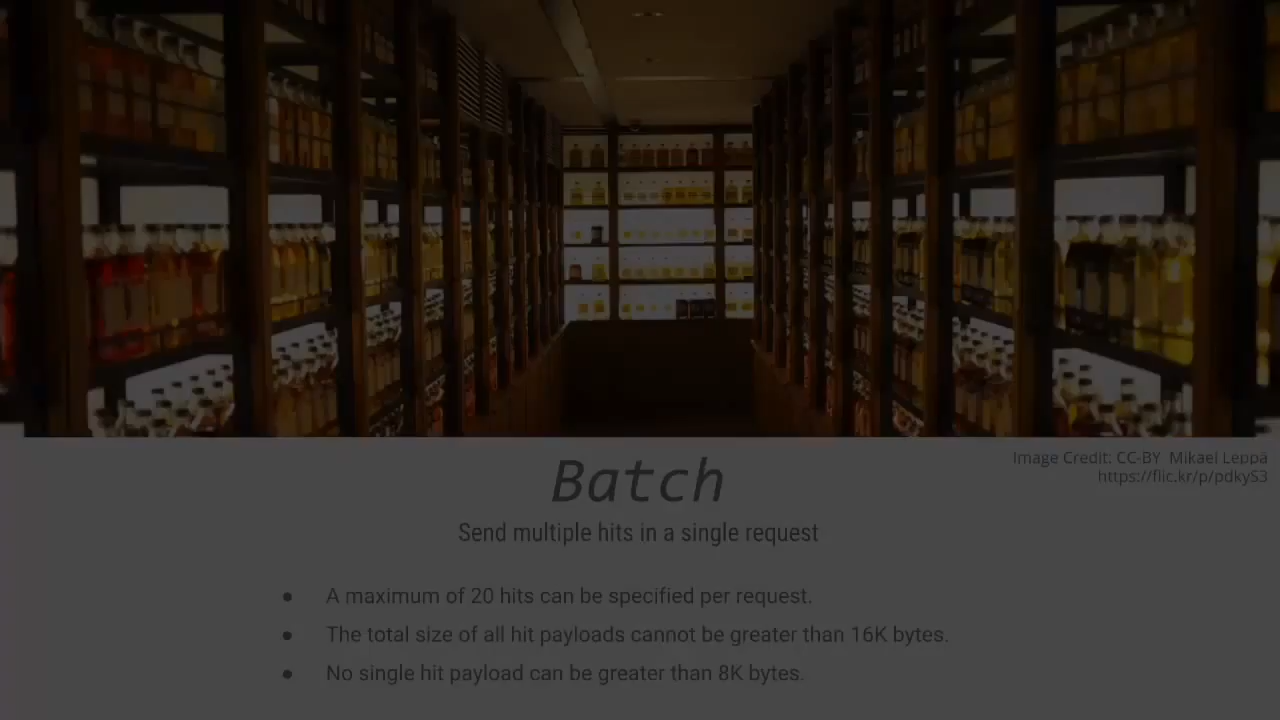 Batch
Image Credit: CC-BY Mikael Leppä
https://flic.kr/p/pdkyS3
Send multiple hits in a single request
● A maximum of 20 hits can be specified per request.
● The total size of all hit payloads cannot be greater than 16K bytes.
● No single hit payload can be greater than 8K bytes.